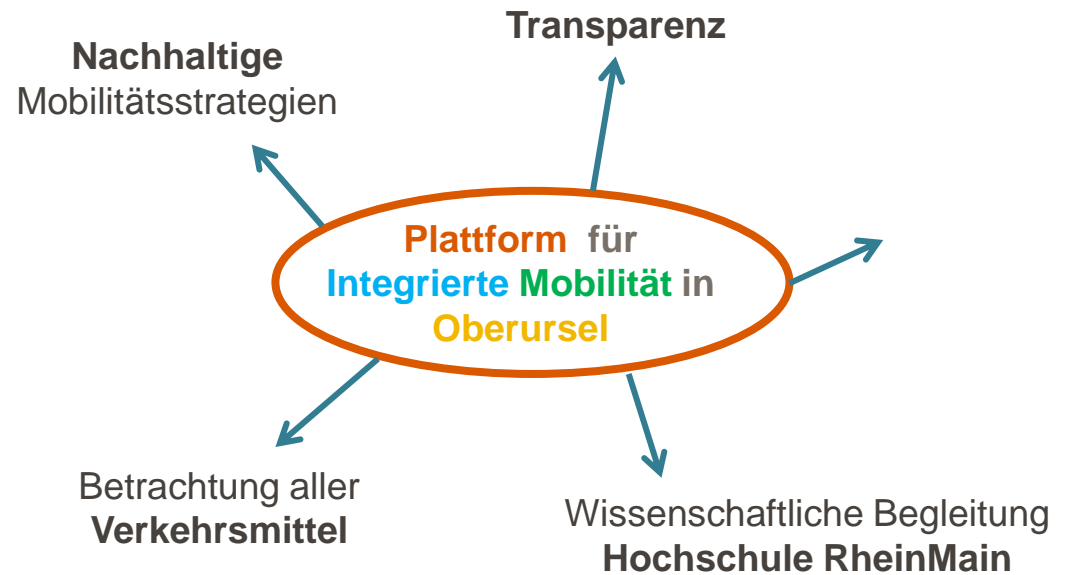 Transparenz
Nachhaltige
Mobilitätsstrategien
Plattform für
Integrierte Mobilität in
Oberursel
Betrachtung aller
Verkehrsmittel
Wissenschaftliche Begleitung
Hochschule RheinMain